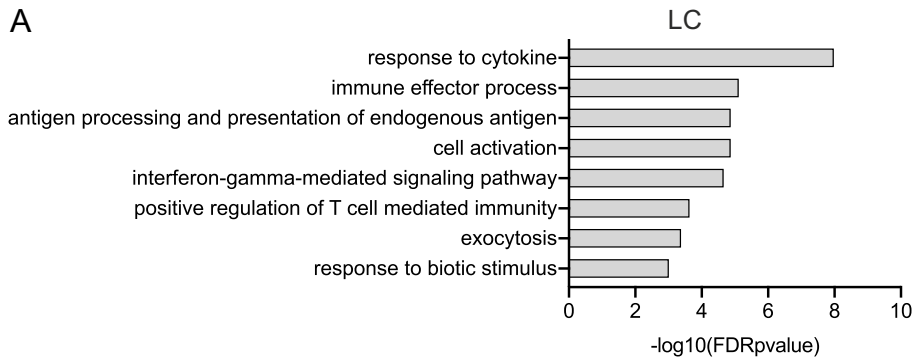 A
LC
response to cytokine
immune effector process
antigen processing and presentation of endogenous antigen
cell activation
interferon-gamma-mediated signaling pathway
positive regulation of T cell mediated immunity
exocytosis
response to biotic stimulus
0 2 4 6 8 10
-log10(FDRpvalue)